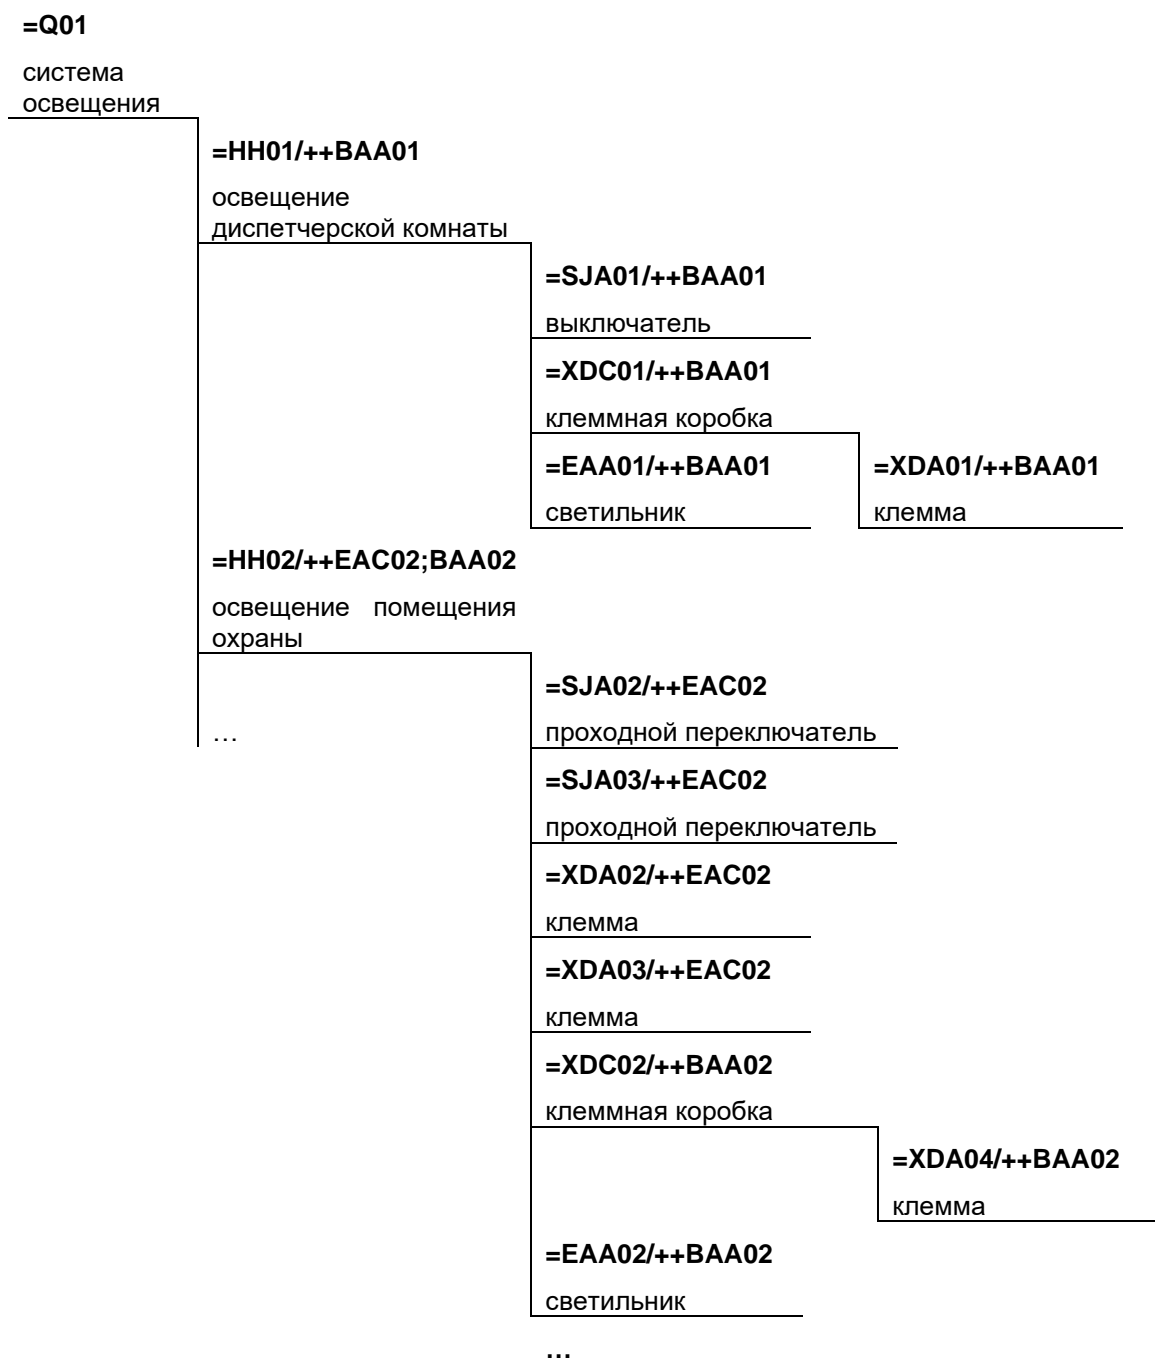 =Q01
система
освещения
=HH01/++BAA01
освещение
диспетчерской комнаты
=SJA01/++BAA01
выключатель
=XDC01/++BAA01
клеммная коробка
=EAA01/++BAA01
светильник
=XDA01/++BAA01
клемма
=HH02/++EAC02;BAA02
освещение помещения
охраны
…
=SJA02/++EAC02
проходной переключатель
=SJA03/++EAC02
проходной переключатель
=XDA02/++EAC02
клемма
=XDA03/++EAC02
клемма
=XDC02/++BAA02
клеммная коробка
=XDA04/++BAA02
клемма
=EAA02/++BAA02
светильник
…